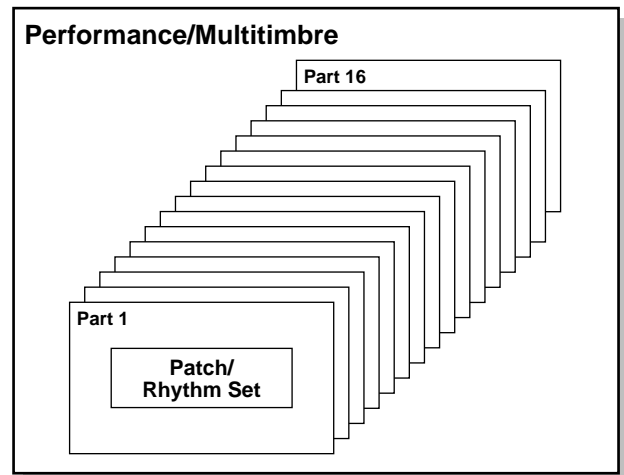 Performance/Multitimbre
Part 16
Part 1
Patch/
Rhythm Set